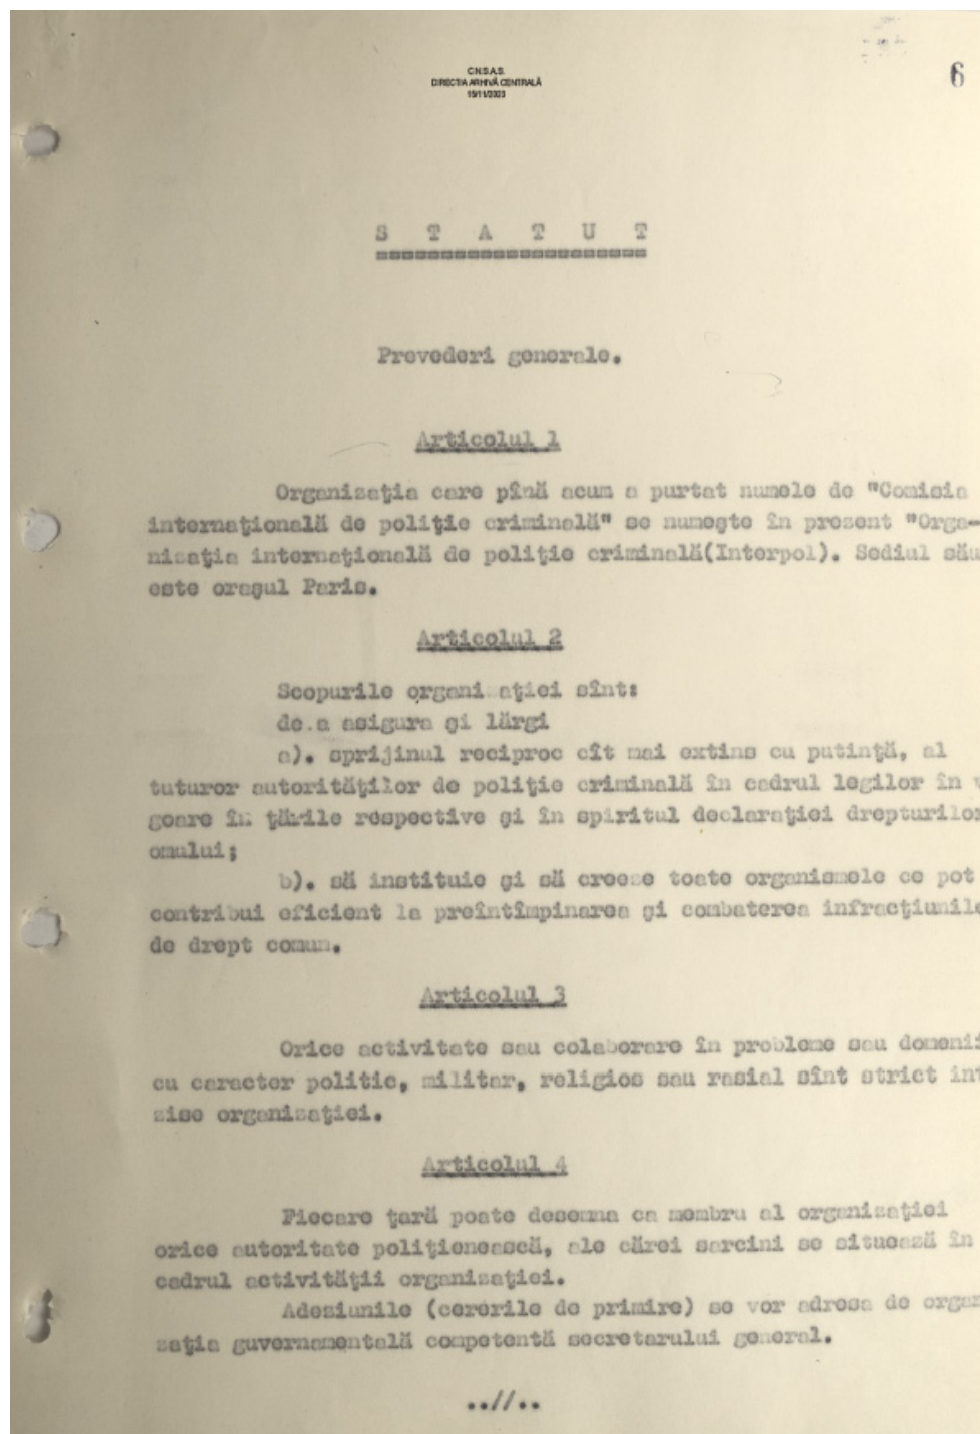 C.N.S.A.S.
DIRECȚIA ARHIVĂ CENTRALĂ
15/11/2023
6
S T A T U T
Prevederi generale.
Articolul 1
Organizaţia care pînă acum a purtat numele de "Comisia
internaţională de poliţie criminală" se numeşte în prezent "Orga-
nizaţia internaţională de poliţie criminală(Interpol). Sediul său
este oraşul Paris.
Articolul 2
Scopurile organizaţiei sînt:
de a asigura şi lărgi
a). sprijinul reciproc cît mai extins cu putinţă, al
tuturor autorităţilor de poliţie criminală în cadrul legilor în v
goare în ţările respective şi în spiritul declaraţiei drepturilor
omului;
b). să instituie şi să creeze toate organismele ce pot
contribui eficient la preîntîmpinarea şi combaterea infracţiunile
de drept comun.
Articolul 3
Orice activitate sau colaborare în probleme sau domenii
cu caracter politic, militar, religios sau rasial sînt strict int
zise organizaţiei.
Articolul 4
Fiecare ţară poate desemna ca membru al organizaţiei
orice autoritate poliţienească, ale cărei sarcini se situează în
cadrul activităţii organizaţiei.
Adeziunile (cererile de primire) se vor adresa de organ
zaţia guvernamentală competentă secretarului general.
..//..